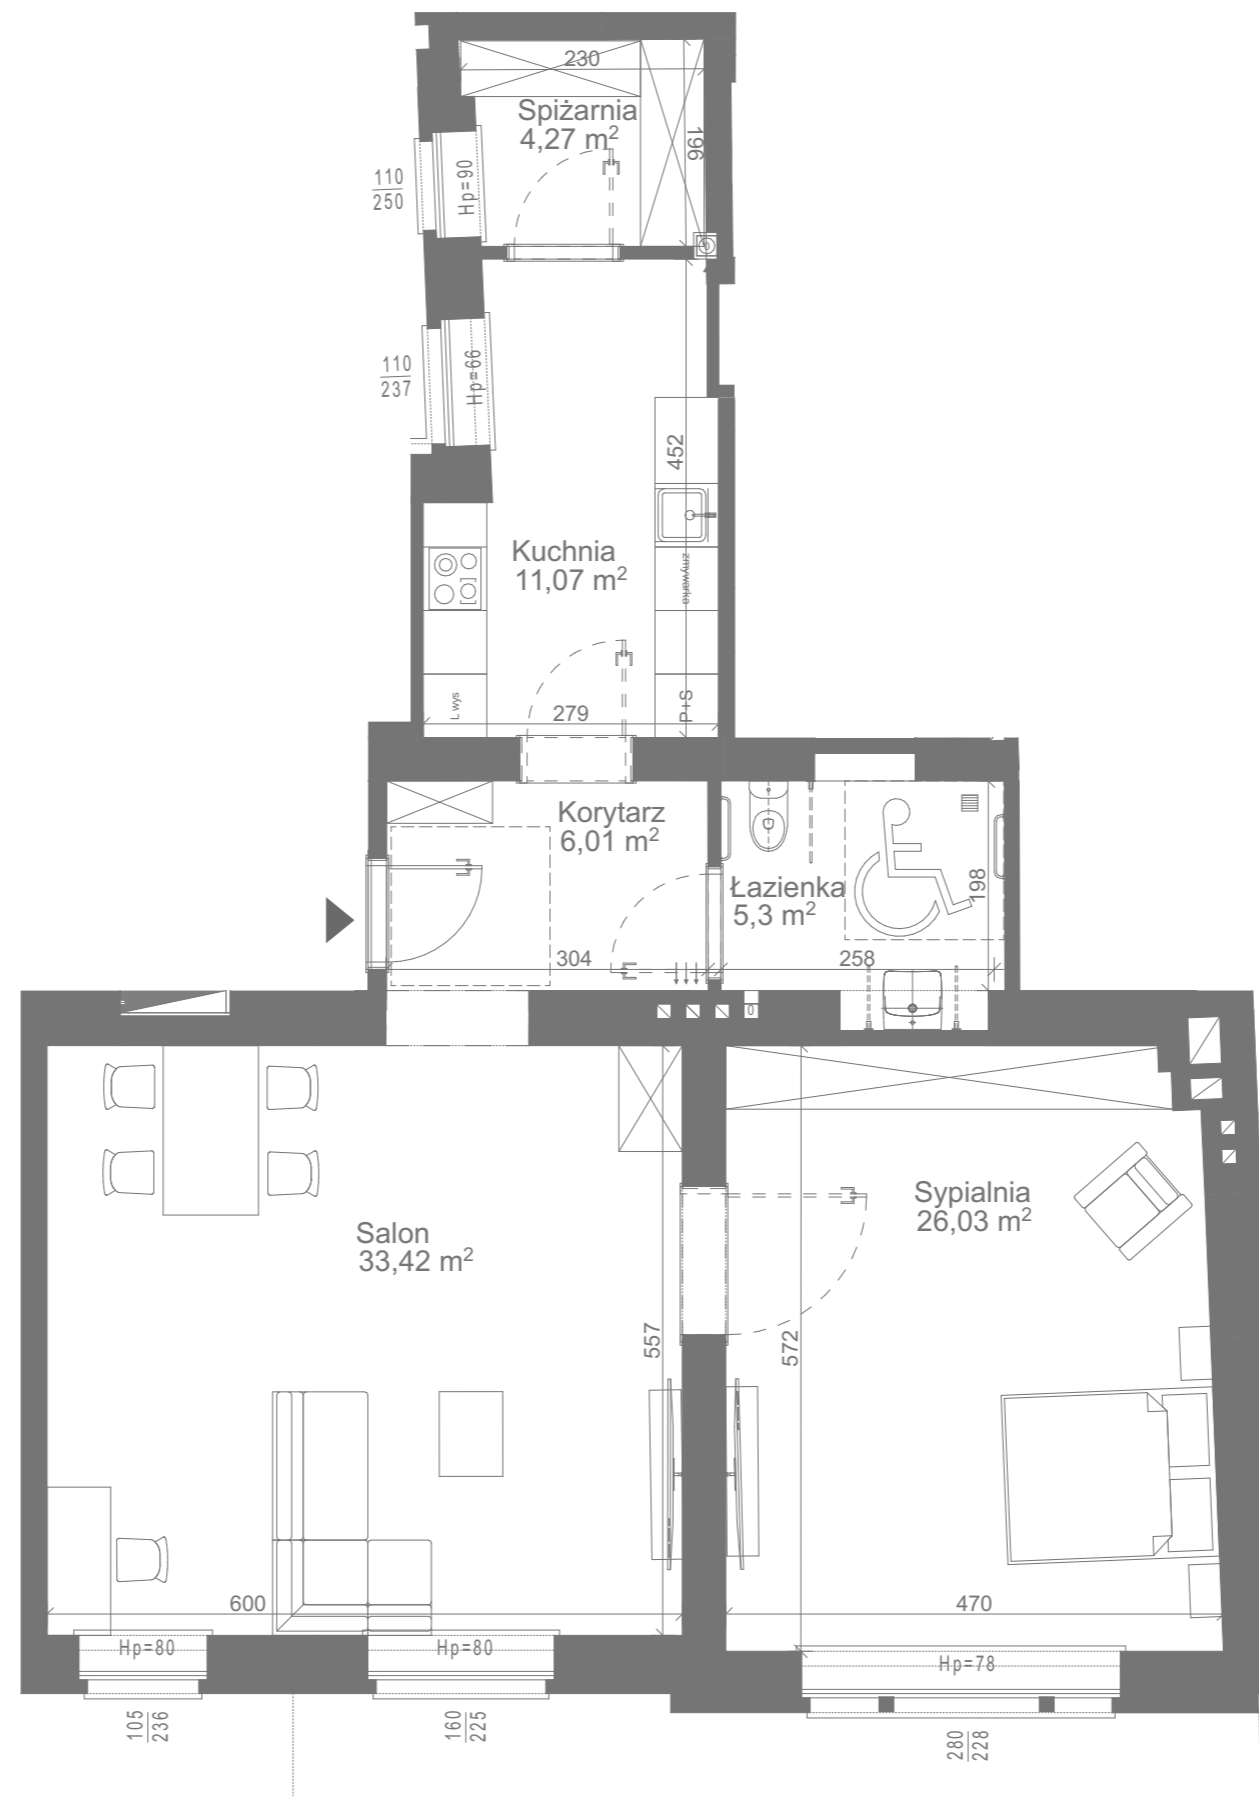 230
Spiżarnia
4,27 m²
196
110
250
Hp=90
110
237
Hp=66
452
Kuchnia
11,07 m²
zmywarka
L wys
P+S
279
Korytarz
6,01 m²
Łazienka
5,3 m²
198
304
258
0
Salon
33,42 m²
Sypialnia
26,03 m²
557
572
600
470
Hp=80
Hp=80
Hp=78
105
236
160
225
280
228